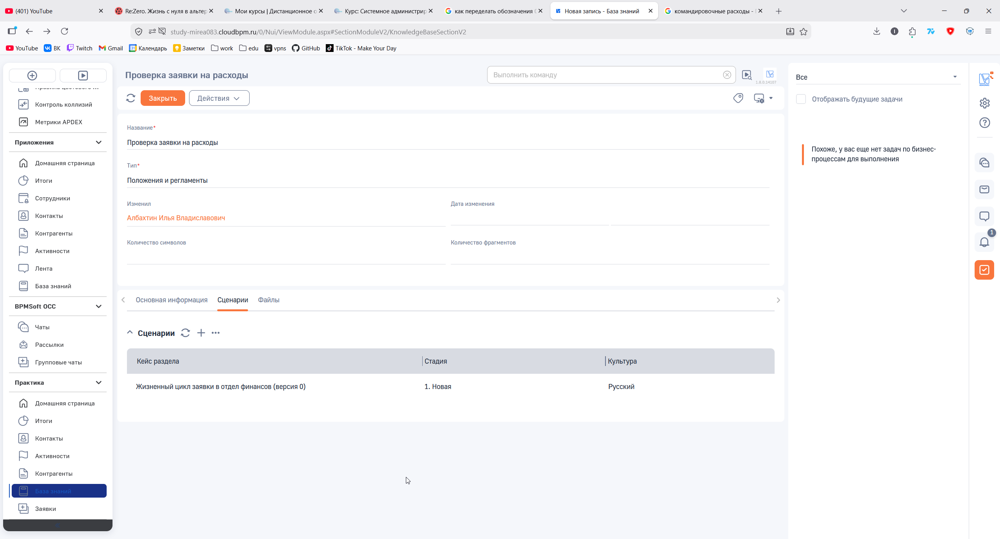 (401) YouTube
Re:Zero. Жизнь с нуля в альтер
Мои курсы | Дистанционное о
Курс: Системное администрир
как переделать обозначения
Новая запись - База знаний
командировочные расходы -
study-mirea083.cloudbpm.ru/0/Nui/ViewModule.aspx#SectionModuleV2/KnowledgeBaseSectionV2
YouTube
ВК
Twitch
Gmail
31
Календарь
Заметки
work
edu
vpns
GitHub
TikTok - Make Your Day
Контроль коллизий
Метрики APDEX
Приложения
Домашняя страница
Итоги
Сотрудники
Контакты
Контрагенты
Активности
Лента
База знаний
BPMSoft ОСС
Чаты
Рассылки
Групповые чаты
Практика
Домашняя страница
Итоги
Контакты
Активности
Контрагенты
База знаний
Заявки
Проверка заявки на расходы
Выполнить команду
1.8.0.14107
Закрыть
Действия
Название*
Проверка заявки на расходы
Тип*
Положения и регламенты
Изменил
Дата изменения
Албахтин Илья Владиславович
Количество символов
Количество фрагментов
Основная информация
Сценарии
Файлы
Сценарии
Кейс раздела
Стадия
Культура
Жизненный цикл заявки в отдел финансов (версия 0)
1. Новая
Русский
Все
Отображать будущие задачи
Похоже, у вас еще нет задач по бизнес-
процессам для выполнения
ЮКОМС
1